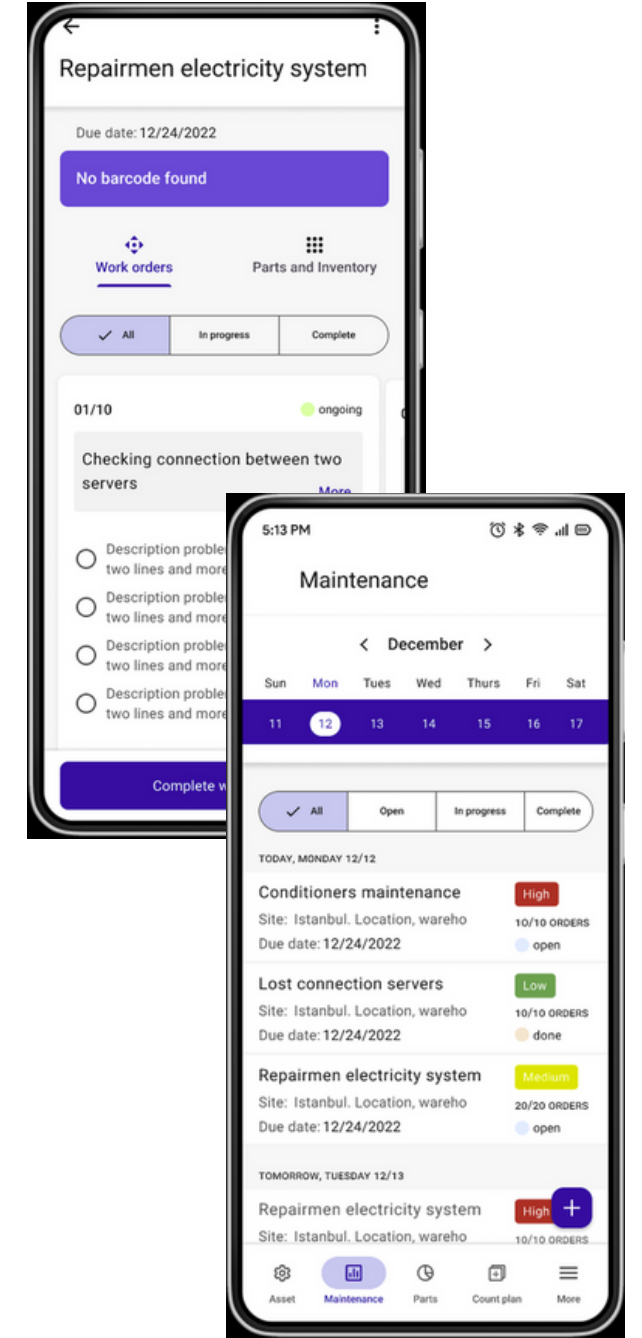 Repairmen electricity system
Due date: 12/24/2022
No barcode found
Work orders
Parts and Inventory
All
In progress
Complete
01/10
ongoing
Checking connection between two
servers
More
Description
two lines and more
Description
two lines and more
Description
two lines and more
Description
two lines and more
Complete
5:13 PM
Maintenance
< December >
Sun Mon Tues Wed Thurs Fri Sat
11 12 13 14 15 16 17
All
Open
In progress
Complete
TODAY, MONDAY 12/12
Conditioners maintenance
High
Site: Istanbul. Location, wareho
10/10 ORDERS
Due date: 12/24/2022
open
Lost connection servers
Low
Site: Istanbul. Location, wareho
10/10 ORDERS
Due date: 12/24/2022
done
Repairmen electricity system
Medium
Site: Istanbul. Location, wareho
20/20 ORDERS
Due date: 12/24/2022
open
TOMORROW, TUESDAY 12/13
Repairmen electricity system
High
+
Site: Istanbul. Location, wareho
10/10 ORDERS
Asset
Maintenance
Parts
Count plan
More